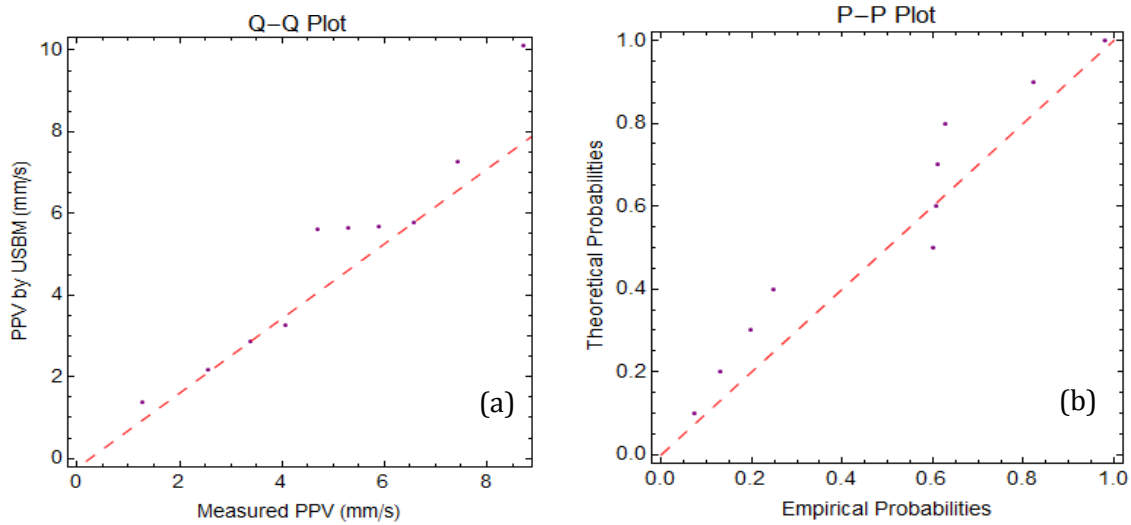 Q−Q Plot
PPV by USBM (mm/s)
10
8
6
4
2
0
(a)
0 2 4 6 8
Measured PPV (mm/s)
P−P Plot
Theoretical Probabilities
1.0
0.8
0.6
0.4
0.2
0.0
(b)
0.0 0.2 0.4 0.6 0.8 1.0
Empirical Probabilities